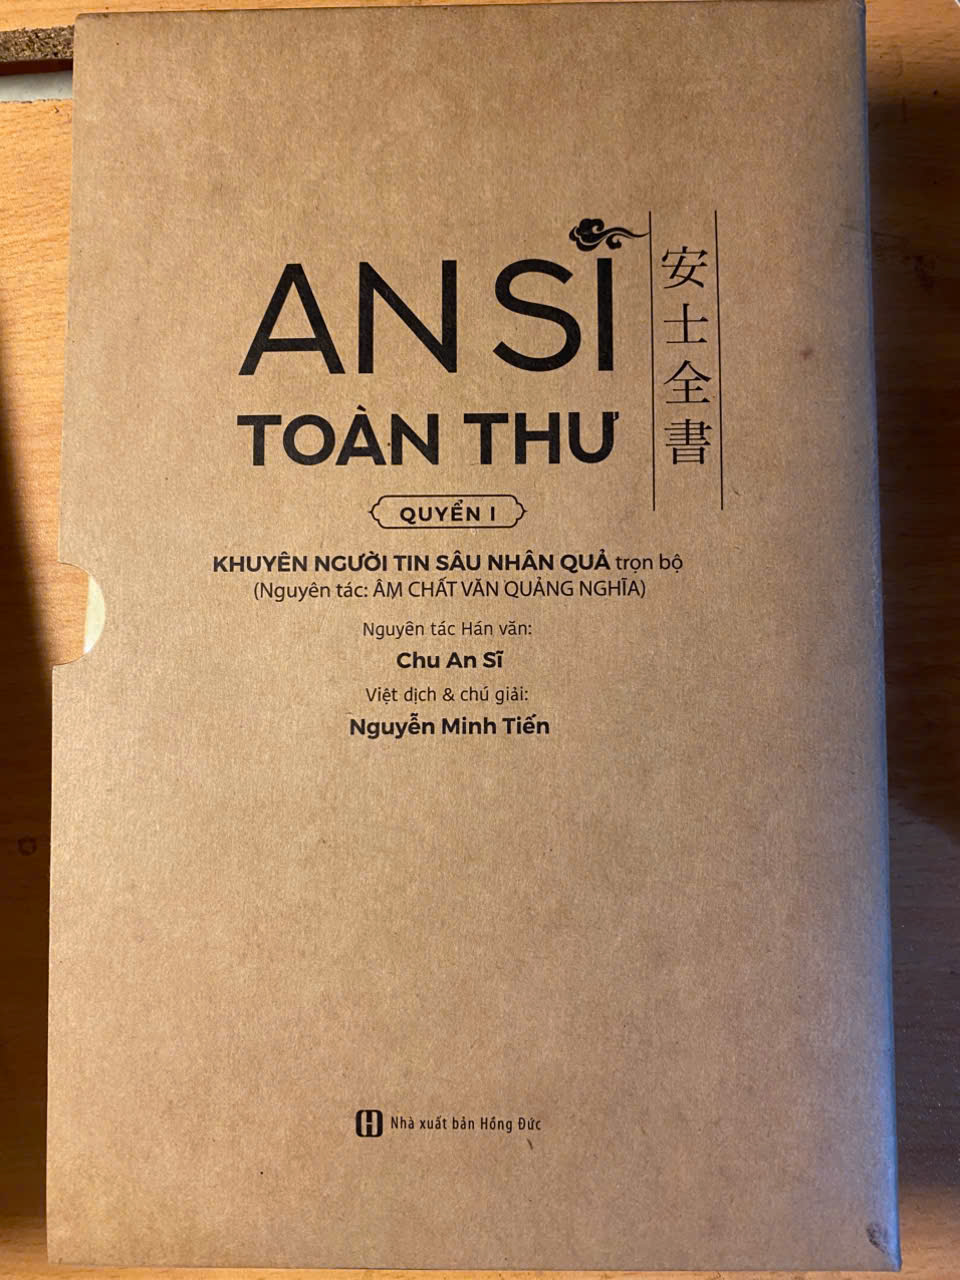 AN SĨ
TOÀN THƯ
安士全書
QUYỂN I
KHUYÊN NGƯỜI TIN SÂU NHÂN QUẢ trọn bộ
(Nguyên tác: ÂM CHẤT VĂN QUẢNG NGHĨA)
Nguyên tác Hán văn:
Chu An Sĩ
Việt dịch & chú giải:
Nguyễn Minh Tiến
H Nhà xuất bản Hồng Đức